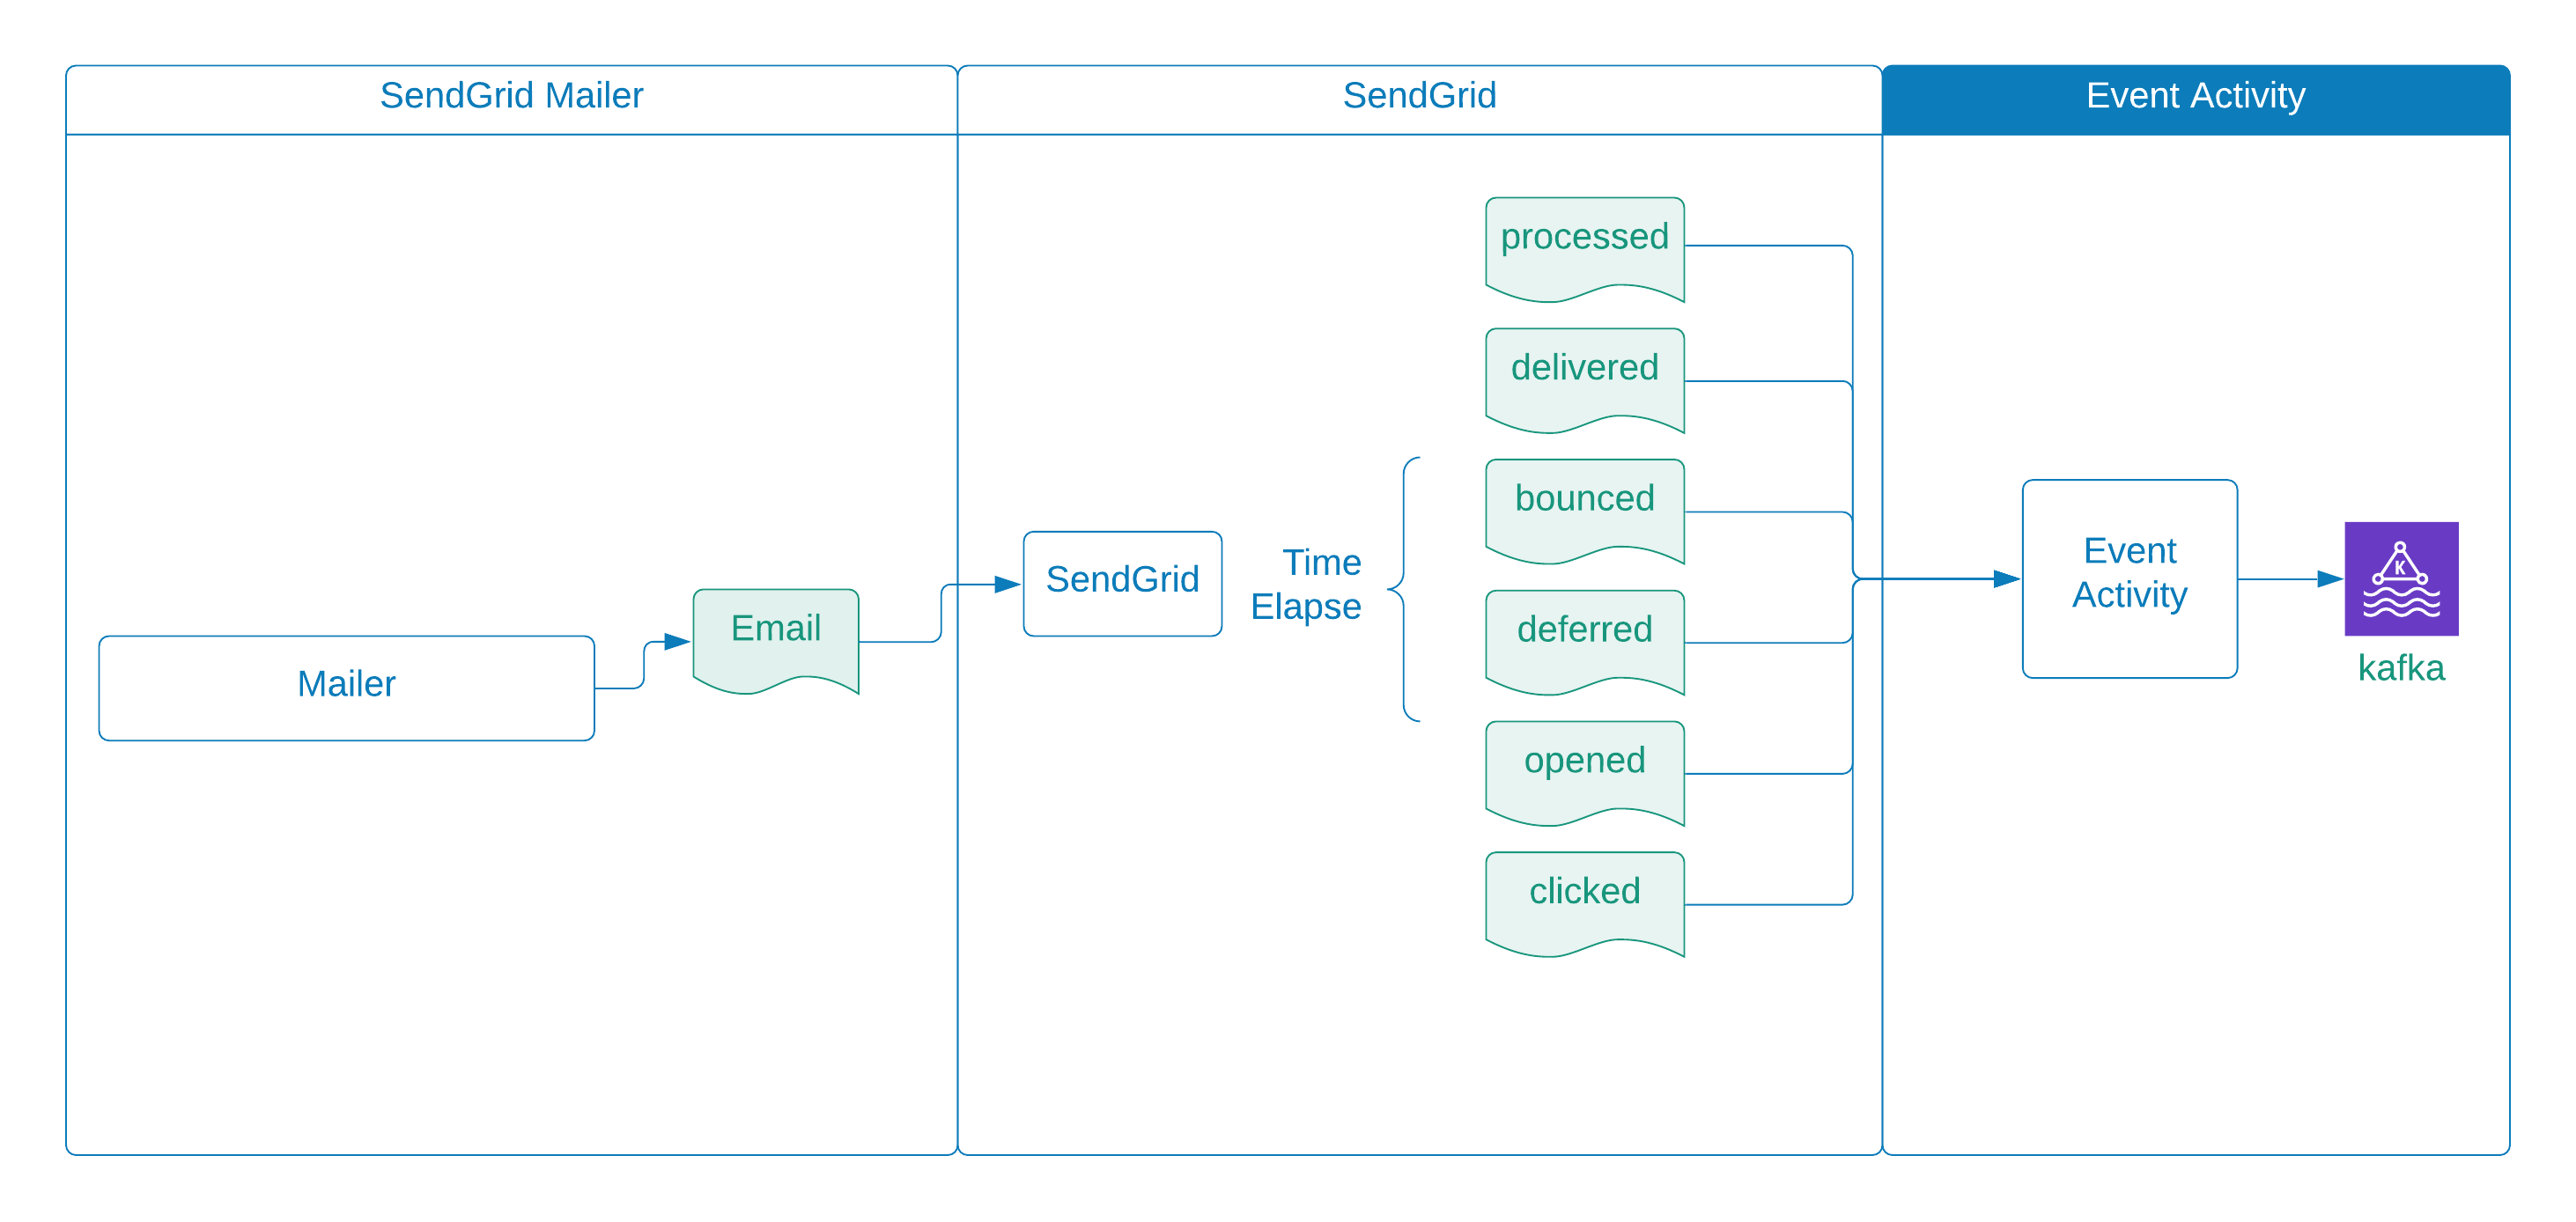 SendGrid Mailer
SendGrid
Event Activity
Mailer
Email
SendGrid
Time
Elapse
processed
delivered
bounced
deferred
opened
clicked
Event
Activity
K
kafka